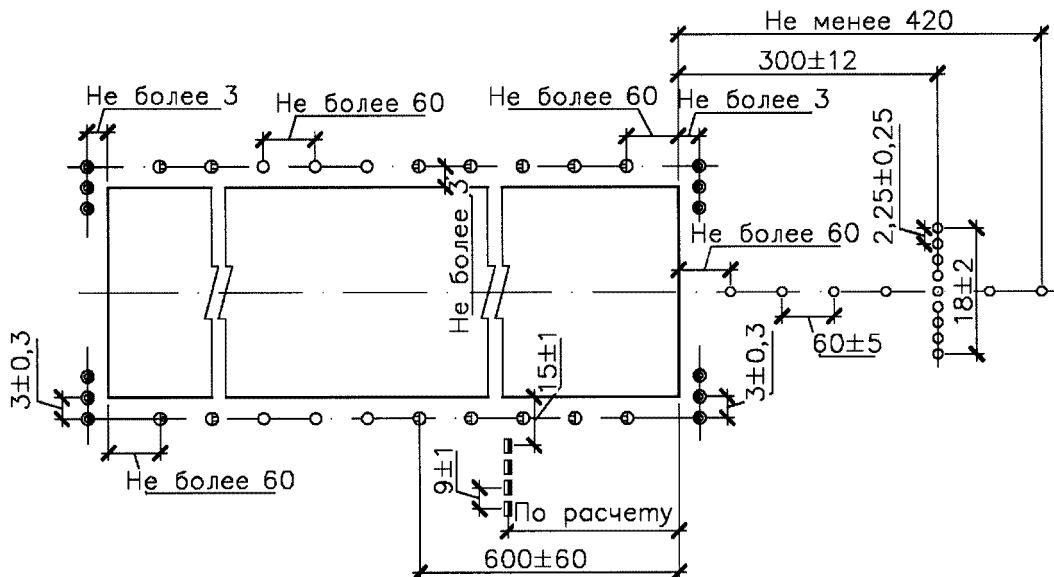 Не менее 420
300±12
Не более 3
Не более 60
Не более 60
Не более 3
2,25±0,25
Не более 3
Не более 60
18±2
60±5
3±0,3
15±1
3±0,3
Не более 60
9±1
По расчету
600±60